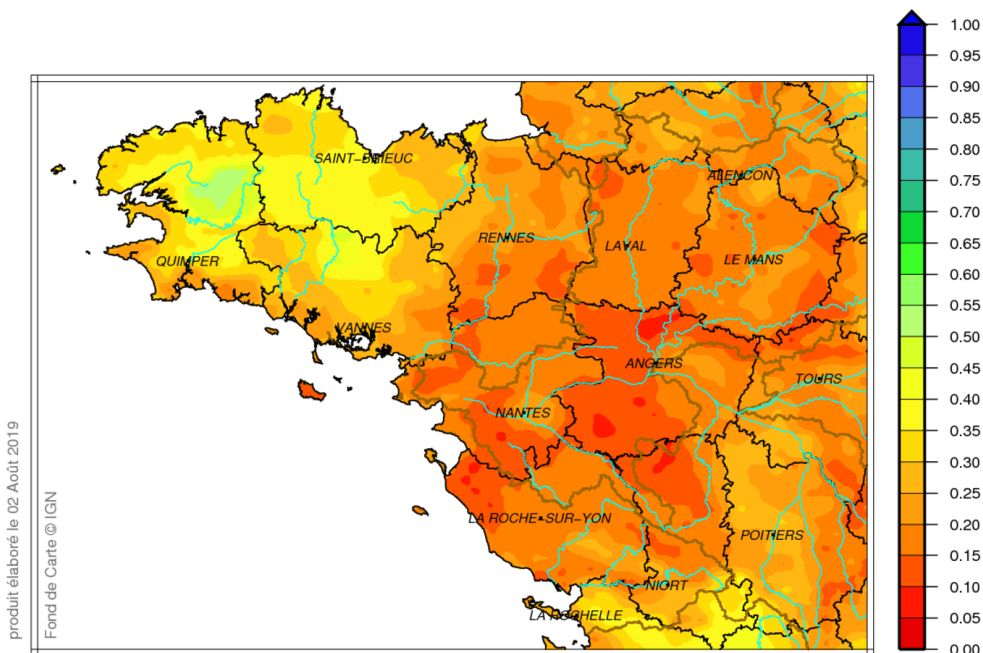 1.00
0.95
0.90
0.85
0.80
0.75
0.70
0.65
0.60
0.55
0.50
0.45
0.40
0.35
0.30
0.25
0.20
0.15
0.10
0.05
0.00
SAINT-BRIEUC
ALENCON
RENNES
LAVAL
QUIMPER
LE MANS
VANNES
ANGERS
TOURS
NANTES
LA ROCHE-SUR-YON
POITIERS
NIORT
LA ROCHELLE
produit élaboré le 02 Août 2019
Fond de Carte © IGN